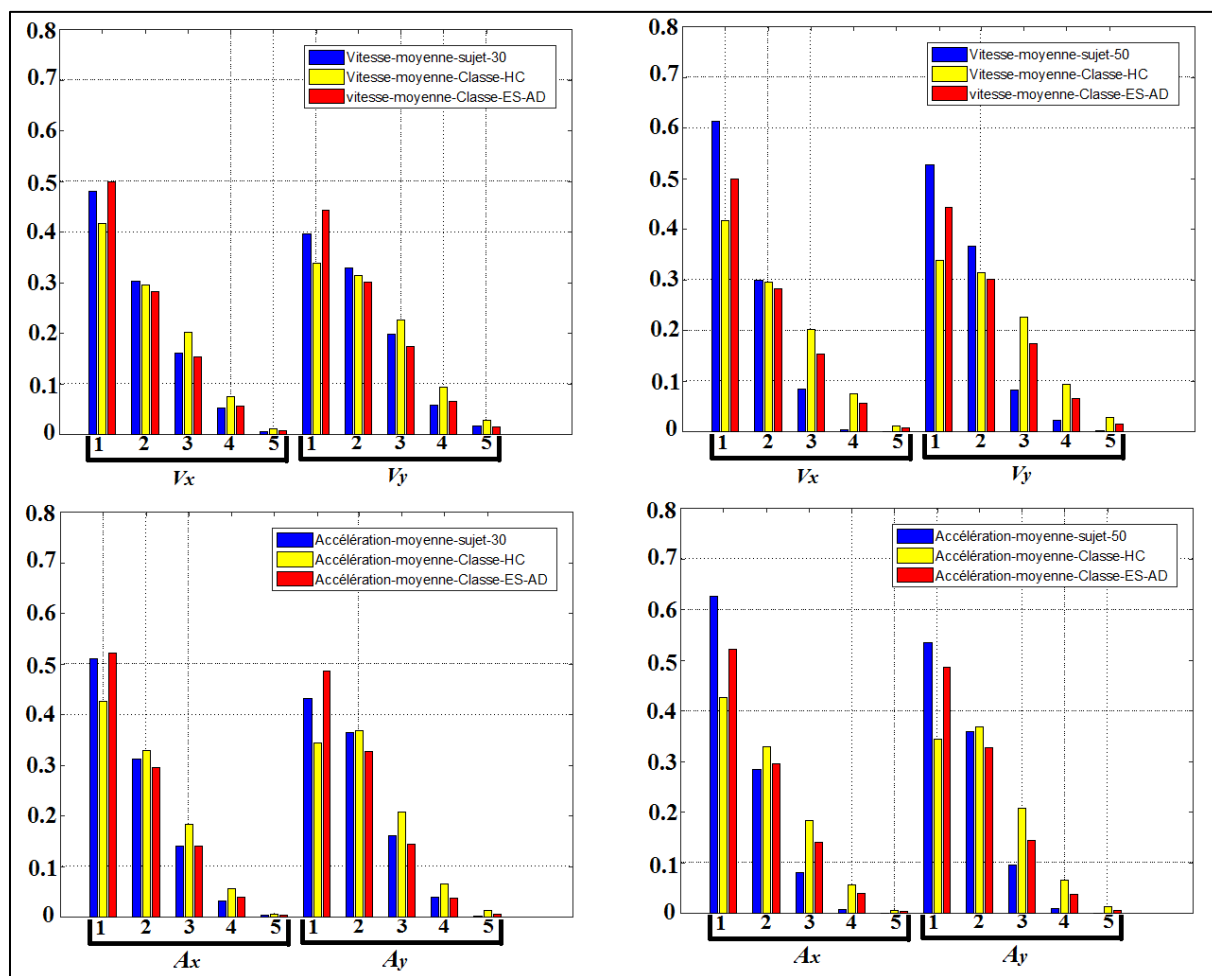 0.8
0.7
0.6
0.5
0.4
0.3
0.2
0.1
0
Vitesse-moyenne-sujet-30
Vitesse-moyenne-Classe-HC
vitesse-moyenne-Classe-ES-AD
1 2 3 4 5 1 2 3 4 5
Vx Vy
0.8
0.7
0.6
0.5
0.4
0.3
0.2
0.1
0
Vitesse-moyenne-sujet-50
Vitesse-moyenne-Classe-HC
vitesse-moyenne-Classe-ES-AD
1 2 3 4 5 1 2 3 4 5
Vx Vy
0.8
0.7
0.6
0.5
0.4
0.3
0.2
0.1
0
Accélération-moyenne-sujet-30
Accélération-moyenne-Classe-HC
Accélération-moyenne-Classe-ES-AD
1 2 3 4 5 1 2 3 4 5
Ax Ay
0.8
0.7
0.6
0.5
0.4
0.3
0.2
0.1
0
Accélération-moyenne-sujet-50
Accélération-moyenne-Classe-HC
Accélération-moyenne-Classe-ES-AD
1 2 3 4 5 1 2 3 4 5
Ax Ay